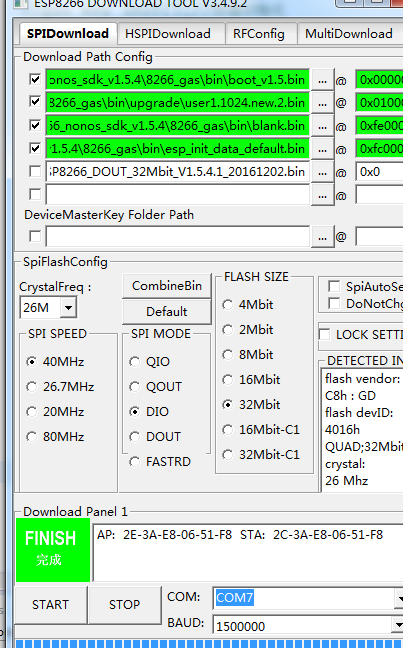 ESP8266 DOWNLOAD TOOL V3.4.9.2
SPIDownload HSPIDownload RFConfig MultiDownload
Download Path Config
onos_sdk_v1.5.4\8266_gas\bin\boot_v1.5.bin ... @ 0x00000
8266_gas\bin\upgrade\user1.1024.new.2.bin ... @ 0x01000
66_nonos_sdk_v1.5.4\8266_gas\bin\blank.bin ... @ 0xfe000
1.5.4\8266_gas\bin\esp_init_data_default.bin ... @ 0xfc000
SP8266_DOUT_32Mbit_V1.5.4.1_20161202.bin ... @ 0x0
... @
DeviceMasterKey Folder Path
... @
SpiFlashConfig
CrystalFreq :
26M
CombineBin
Default
SPI SPEED
40MHz
26.7MHz
20MHz
80MHz
SPI MODE
QIO
QOUT
DIO
DOUT
FASTRD
FLASH SIZE
4Mbit
2Mbit
8Mbit
16Mbit
32Mbit
16Mbit-C1
32Mbit-C1
SpiAutoSe
DoNotChg
LOCK SETTI
DETECTED IN
flash vendor:
C8h : GD
flash devID:
4016h
QUAD;32Mbit
crystal:
26 Mhz
Download Panel 1
FINISH
完成
AP: 2E-3A-E8-06-51-F8 STA: 2C-3A-E8-06-51-F8
START
STOP
COM: COM7
BAUD: 1500000